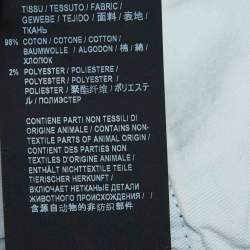 TISSU / TESSUTO / FABRIC /
GEWEBE / TEJIDO / 面料 / 表地 /
ТКАНЬ
98% COTON / COTONE / COTTON /
BAUMWOLLE / ALGODON / 棉 / 綿 /
ХЛОПОК
2% POLYESTER / POLIESTERE /
POLYESTER / POLYESTER
/ POLIESTER / 聚酯纤维 / ポリエステ
ル / ПОЛИЭСТЕР
CONTIENE PARTI NON TESSILI DI
ORIGINE ANIMALE / CONTAINS NON-
TEXTILE PARTS OF ANIMAL ORIGIN
/ CONTIENT DES PARTIES NON
TEXTILES D'ORIGINE ANIMALE /
ENTHÄLT NICHTTEXTILE TEILE
TIERISCHER HERKUNFT /
ВКЛЮЧАЕТ НЕТКАНЫЕ ДЕТАЛИ
ЖИВОТНОГО ПРОИСХОЖДЕНИЯ /
含源自动物的非纺织部件